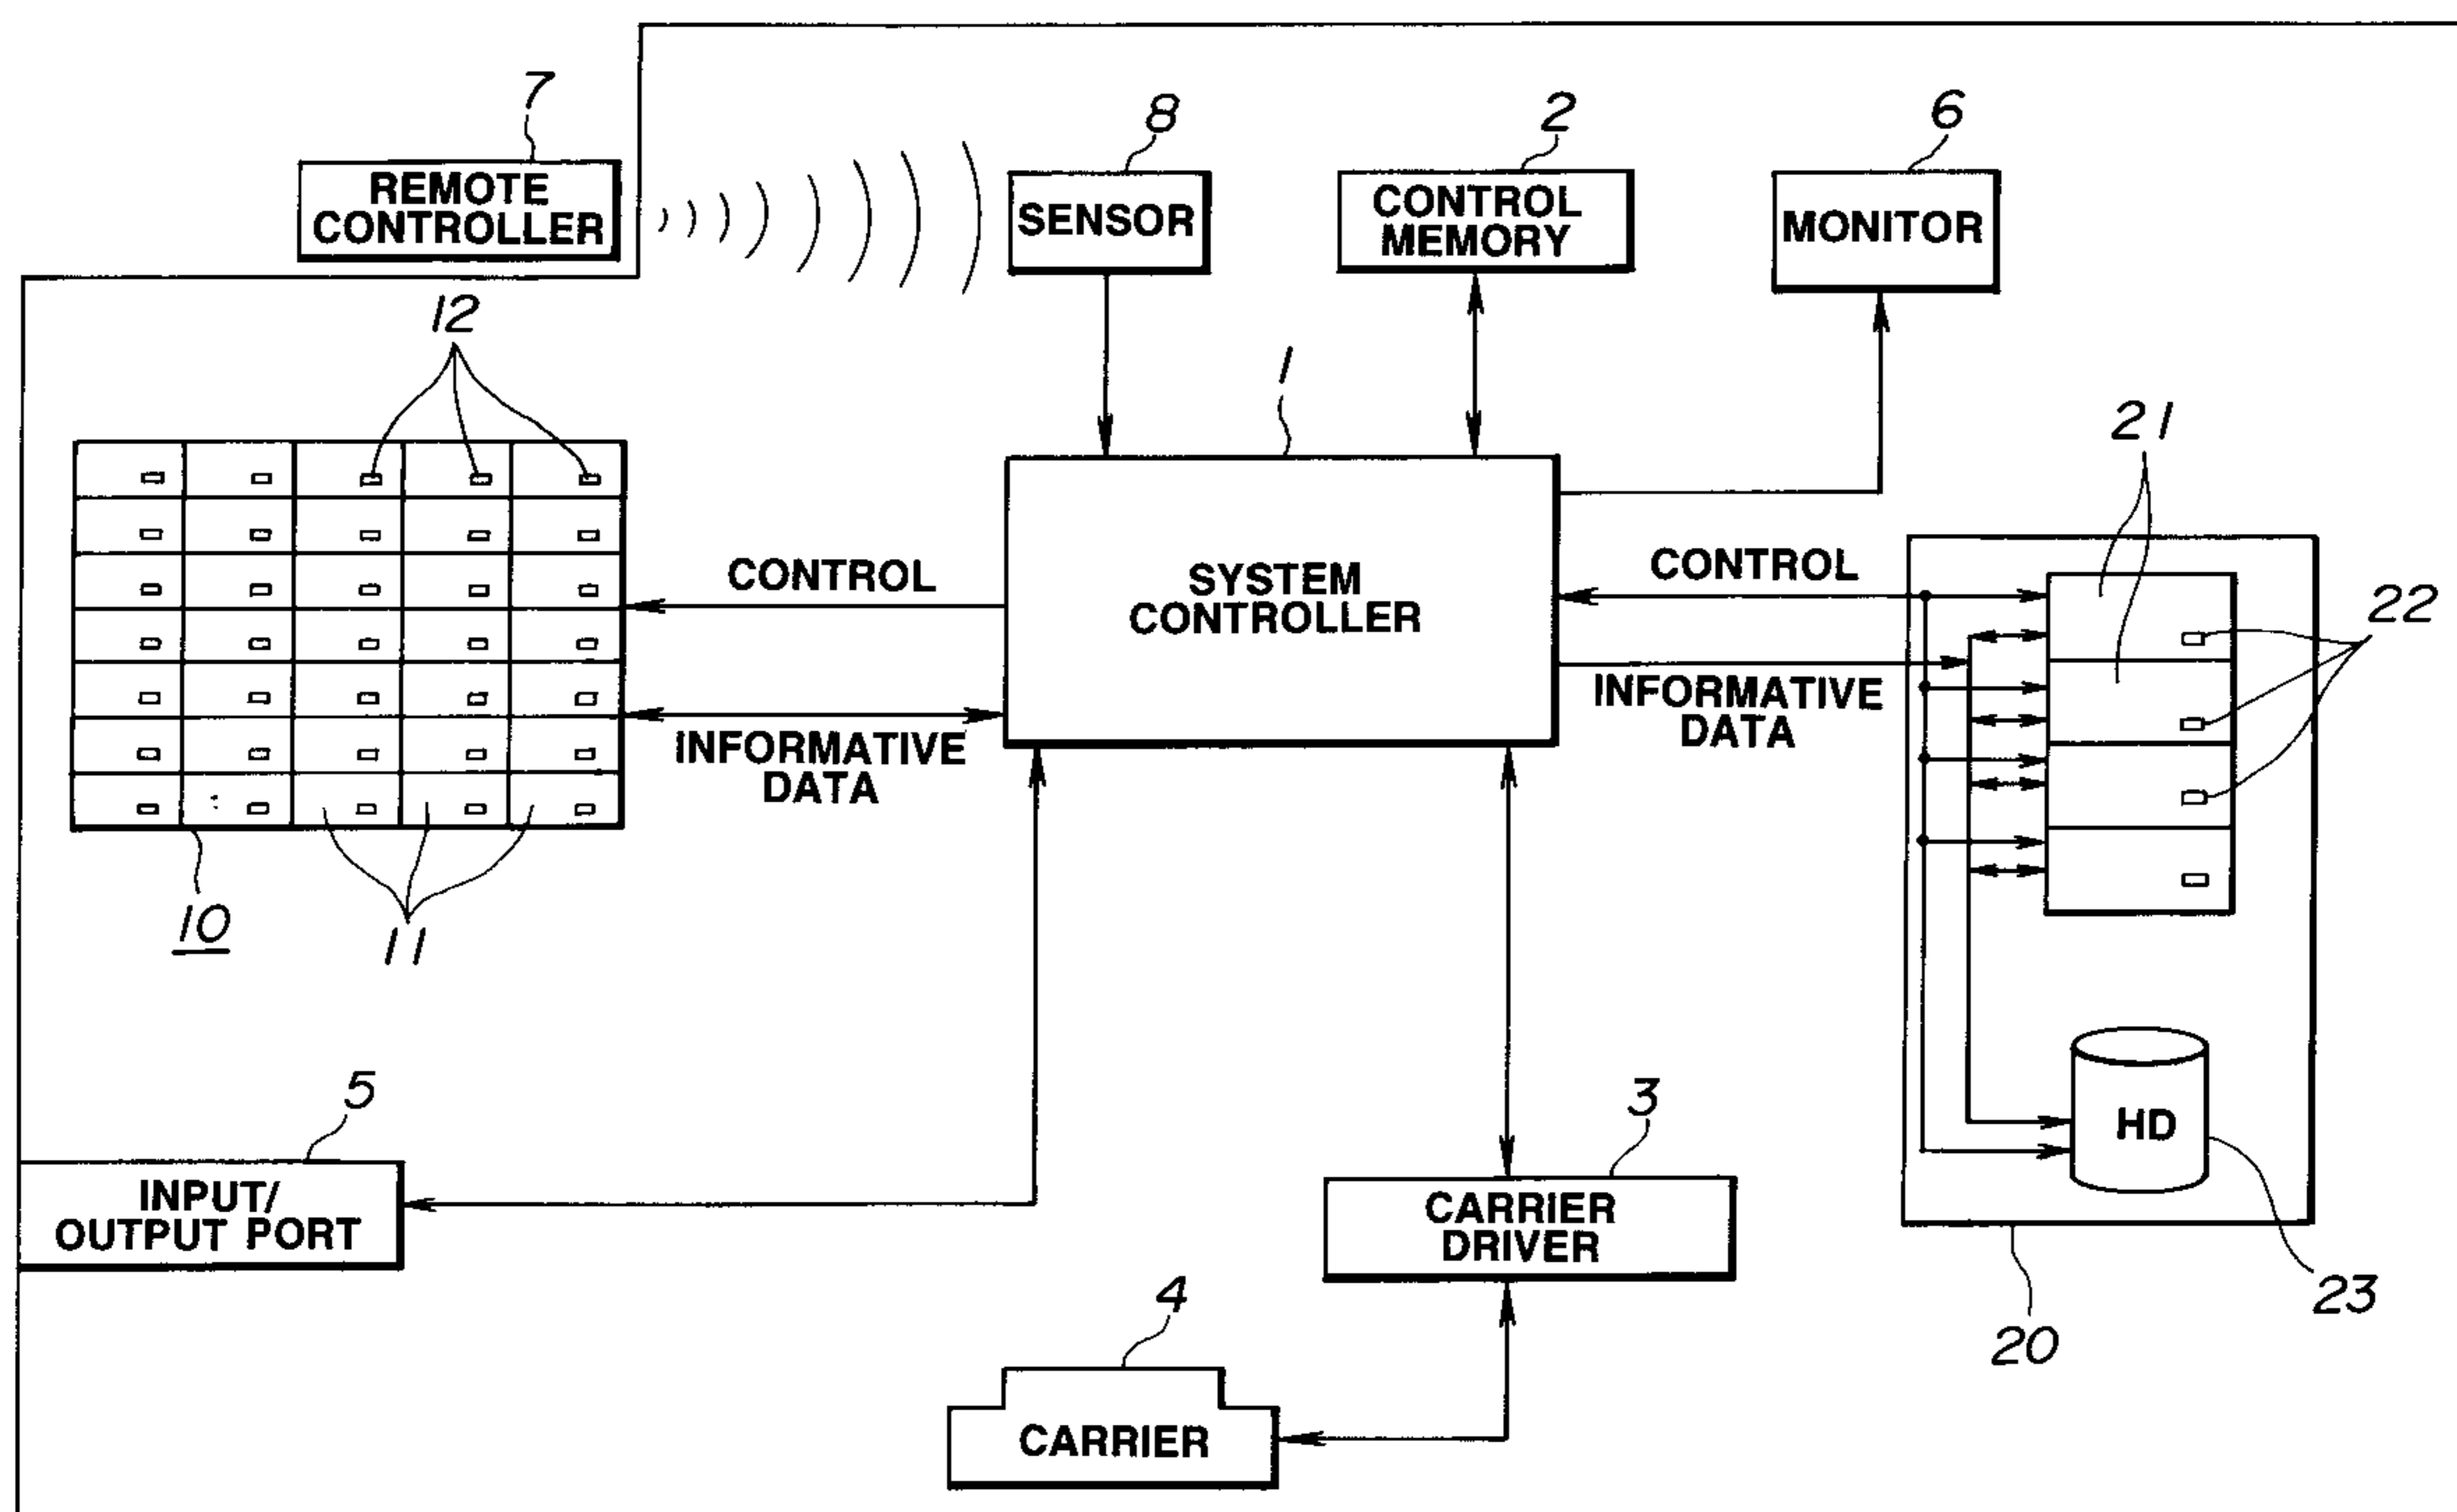 7
REMOTE
CONTROLLER
8
SENSOR
2
CONTROL
MEMORY
6
MONITOR
12
1
SYSTEM
CONTROLLER
CONTROL
INFORMATIVE
DATA
CONTROL
INFORMATIVE
DATA
21
22
10
11
5
INPUT/
OUTPUT PORT
3
CARRIER
DRIVER
4
CARRIER
HD
23
20